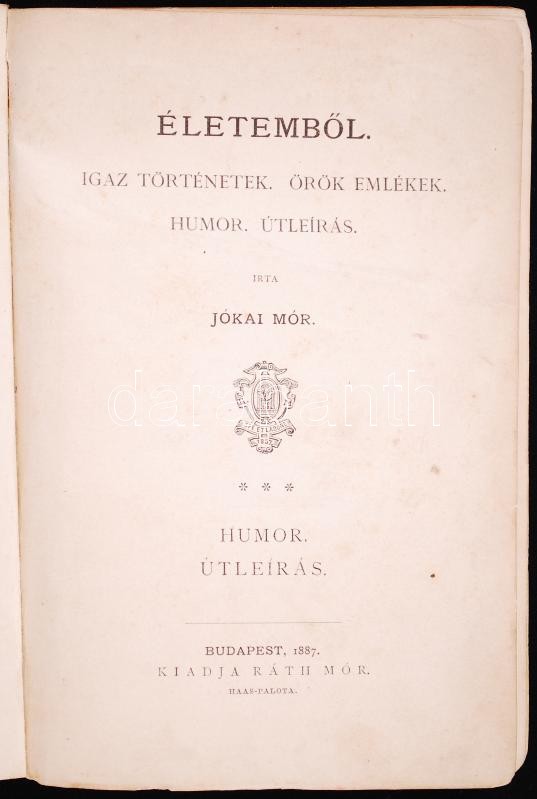 ÉLETEMBŐL.
IGAZ TÖRTÉNETEK. ÖRÖK EMLÉKEK.
HUMOR. ÚTLEÍRÁS.
IRTA
JÓKAI MÓR.
* * *
HUMOR.
ÚTLEÍRÁS.
BUDAPEST, 1887.
KIADJA RÁTH MÓR.
HAAS-PALOTA.